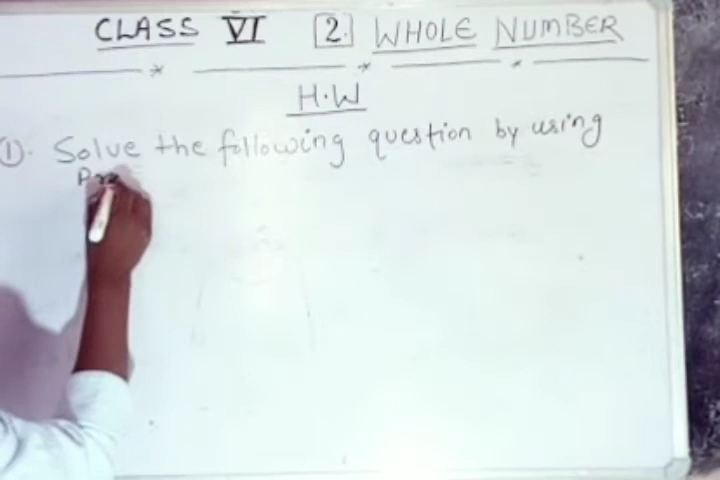 CLASS VI 2. WHOLE NUMBER
H.W
1). Solve the following question by using